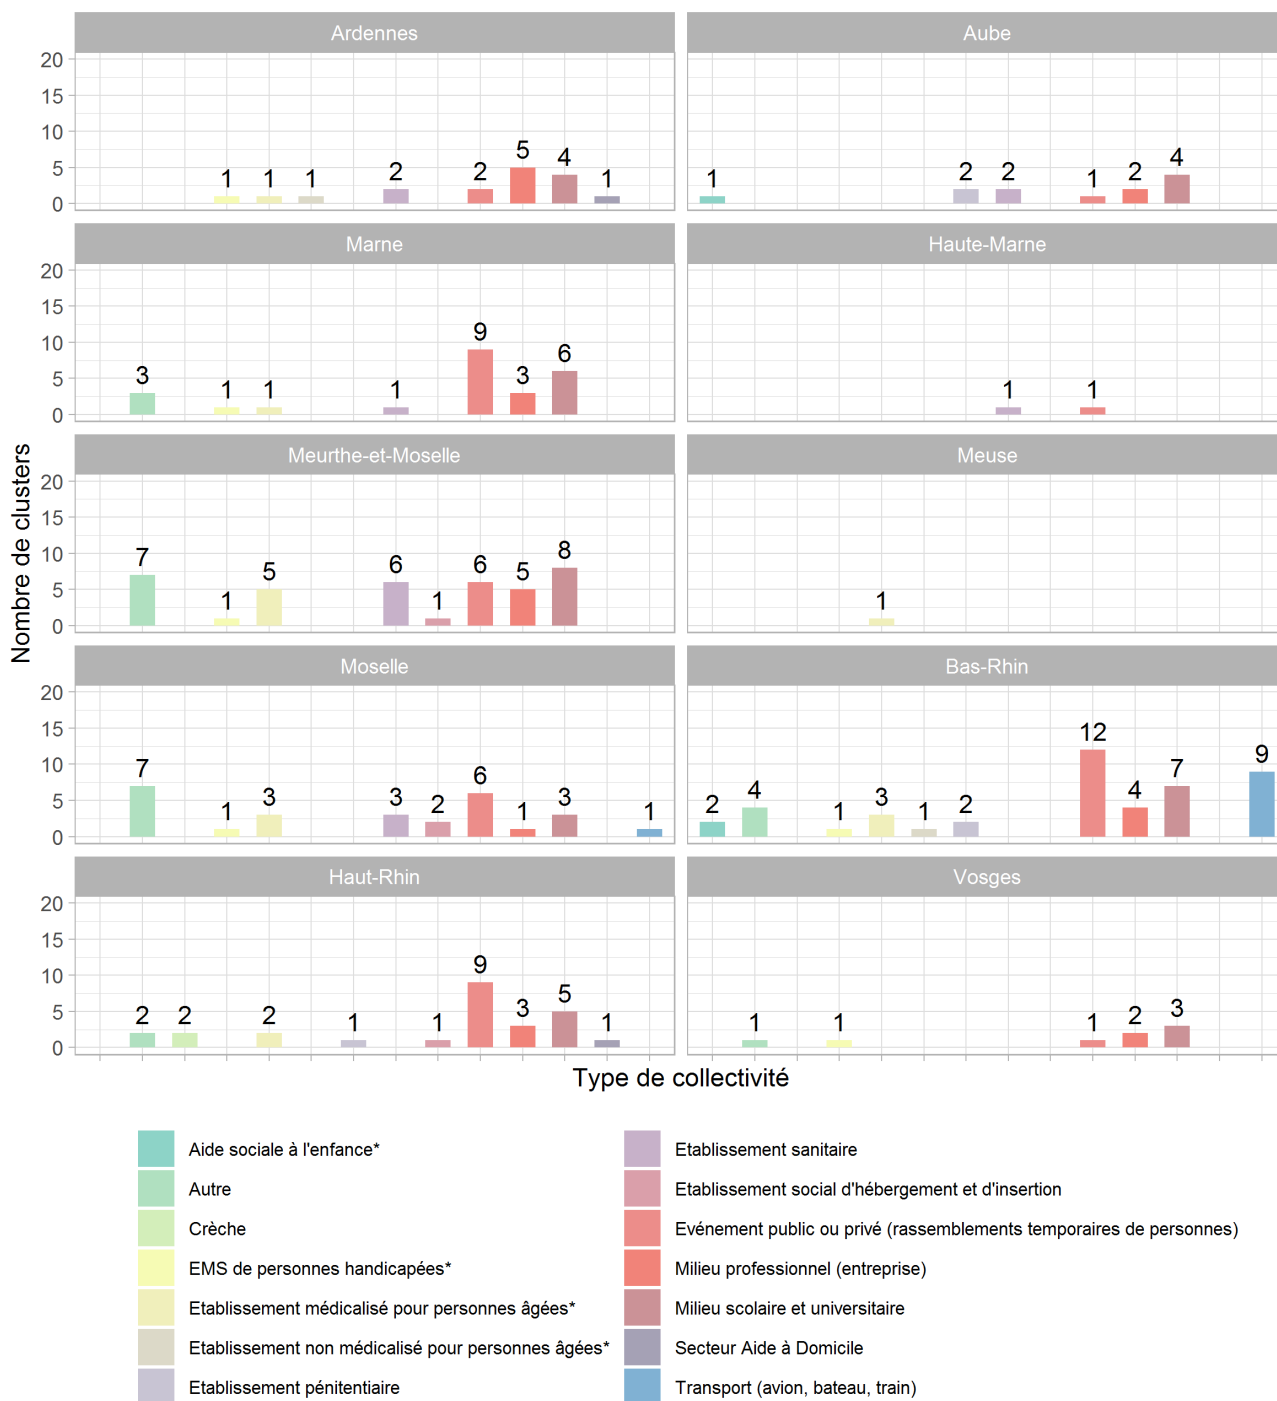 Ardennes
Aube
20
15
10
5
0
1 1 1 2 2 5 4 1
1 2 2 1 2 4
Marne
Haute-Marne
20
15
10
5
0
3 1 1 1 9 3 6
1 1
Meurthe-et-Moselle
Meuse
20
15
10
5
0
7 1 5 6 1 6 5 8
1
Moselle
Bas-Rhin
20
15
10
5
0
7 1 3 3 2 6 1 3 1
2 4 1 3 1 2 12 4 7 9
Haut-Rhin
Vosges
20
15
10
5
0
2 2 2 1 1 9 3 5 1
1 1 1 2 3
Nombre de clusters
Type de collectivité
Aide sociale à l'enfance*
Autre
Crèche
EMS de personnes handicapées*
Etablissement médicalisé pour personnes âgées*
Etablissement non médicalisé pour personnes âgées*
Etablissement pénitentiaire
Etablissement sanitaire
Etablissement social d'hébergement et d'insertion
Evénement public ou privé (rassemblements temporaires de personnes)
Milieu professionnel (entreprise)
Milieu scolaire et universitaire
Secteur Aide à Domicile
Transport (avion, bateau, train)